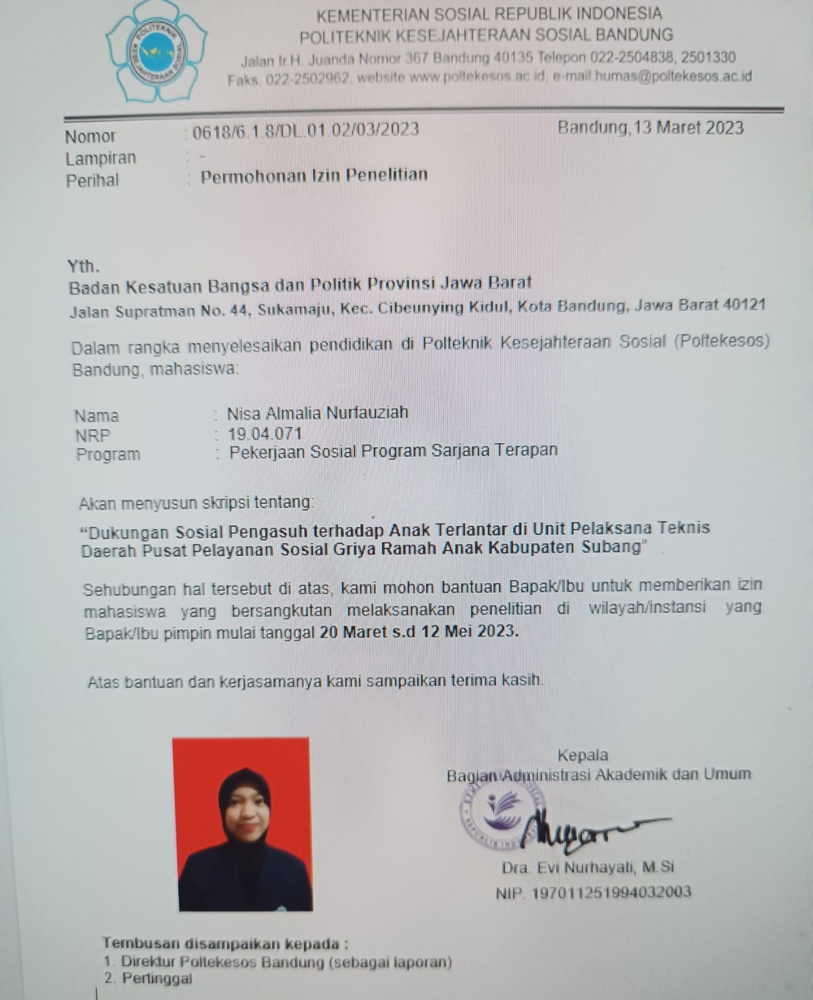 KEMENTERIAN SOSIAL REPUBLIK INDONESIA
POLITEKNIK KESEJAHTERAAN SOSIAL BANDUNG
Jalan Ir.H. Juanda Nomor 367 Bandung 40135 Telepon 022-2504838, 2501330
Faks. 022-2502962, website www.poltekesos.ac.id, e-mail:humas@poltekesos.ac.id
POLITEKNIK KESEJAHTERAAN SOSIAL
Nomor : 0618/6.1.8/DL.01.02/03/2023 Bandung, 13 Maret 2023
Lampiran : -
Perihal : Permohonan Izin Penelitian
Yth.
Badan Kesatuan Bangsa dan Politik Provinsi Jawa Barat
Jalan Supratman No. 44, Sukamaju, Kec. Cibeunying Kidul, Kota Bandung, Jawa Barat 40121
Dalam rangka menyelesaikan pendidikan di Polteknik Kesejahteraan Sosial (Poltekesos)
Bandung, mahasiswa:
Nama : Nisa Almalia Nurfauziah
NRP : 19.04.071
Program : Pekerjaan Sosial Program Sarjana Terapan
Akan menyusun skripsi tentang:
“Dukungan Sosial Pengasuh terhadap Anak Terlantar di Unit Pelaksana Teknis
Daerah Pusat Pelayanan Sosial Griya Ramah Anak Kabupaten Subang”
Sehubungan hal tersebut di atas, kami mohon bantuan Bapak/Ibu untuk memberikan izin
mahasiswa yang bersangkutan melaksanakan penelitian di wilayah/instansi yang
Bapak/Ibu pimpin mulai tanggal 20 Maret s.d 12 Mei 2023.
Atas bantuan dan kerjasamanya kami sampaikan terima kasih.
Kepala
Bagian Administrasi Akademik dan Umum
Dra. Evi Nurhayati, M.Si
NIP. 197011251994032003
Tembusan disampaikan kepada :
1. Direktur Poltekesos Bandung (sebagai laporan)
2. Pertinggal